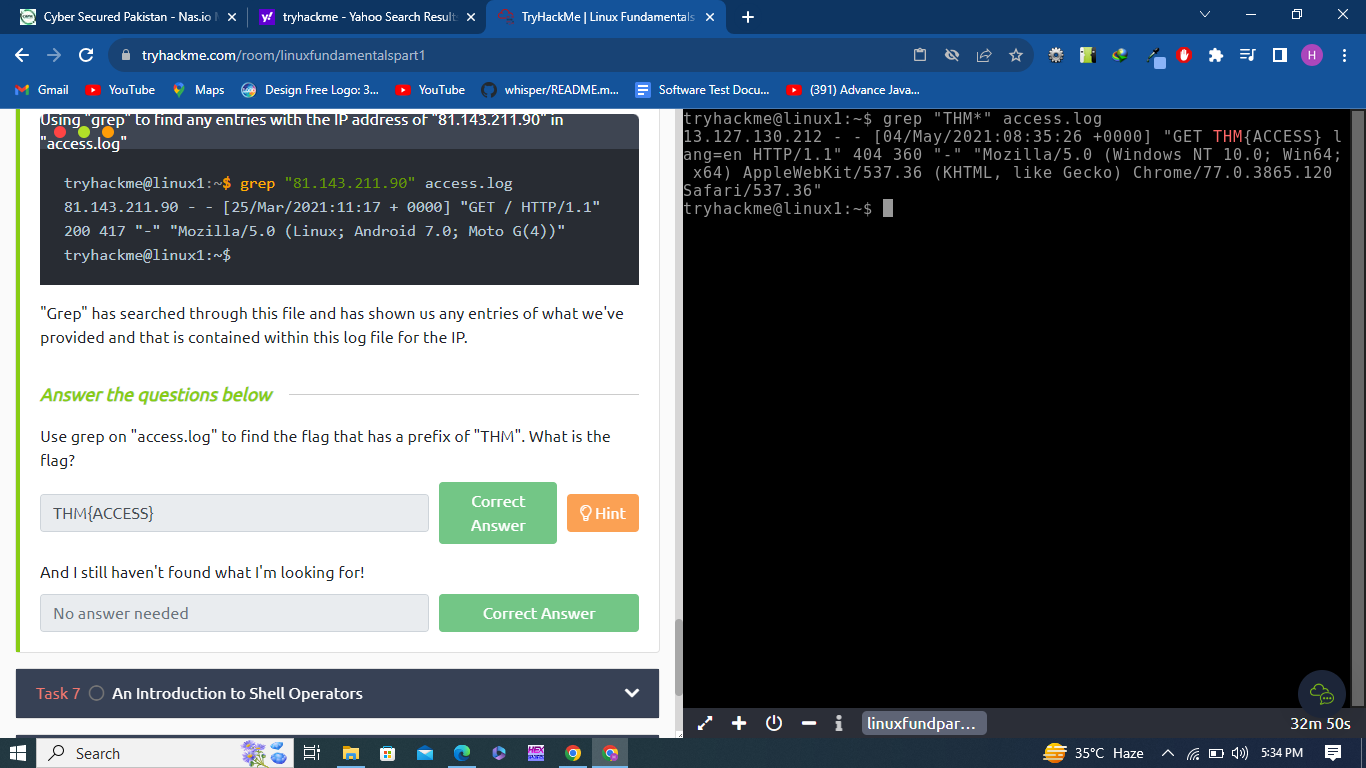 Cyber Secured Pakistan - Nas.io
tryhackme - Yahoo Search Result
TryHackMe | Linux Fundamentals
tryhackme.com/room/linuxfundamentalspart1
H
Gmail
YouTube
Maps
Design Free Logo: 3...
YouTube
whisper/README.m...
Software Test Docu...
(391) Advance Java...
Using "grep" to find any entries with the IP address of "81.143.211.90" in
"access.log"
tryhackme@linux1:~$ grep "81.143.211.90" access.log
81.143.211.90 - - [25/Mar/2021:11:17 + 0000] "GET / HTTP/1.1"
200 417 "-" "Mozilla/5.0 (Linux; Android 7.0; Moto G(4))"
tryhackme@linux1:~$
"Grep" has searched through this file and has shown us any entries of what we've
provided and that is contained within this log file for the IP.
Answer the questions below
Use grep on "access.log" to find the flag that has a prefix of "THM". What is the
flag?
THM{ACCESS}
Correct
Answer
Hint
And I still haven't found what I'm looking for!
No answer needed
Correct Answer
Task 7
An Introduction to Shell Operators
tryhackme@linux1:~$ grep "THM*" access.log
13.127.130.212 - - [04/May/2021:08:35:26 +0000] "GET THM{ACCESS} l
ang=en HTTP/1.1" 404 360 "-" "Mozilla/5.0 (Windows NT 10.0; Win64;
x64) AppleWebKit/537.36 (KHTML, like Gecko) Chrome/77.0.3865.120
Safari/537.36"
tryhackme@linux1:~$
linuxfundpar...
32m 50s
Search
35°C Haze
5:34 PM